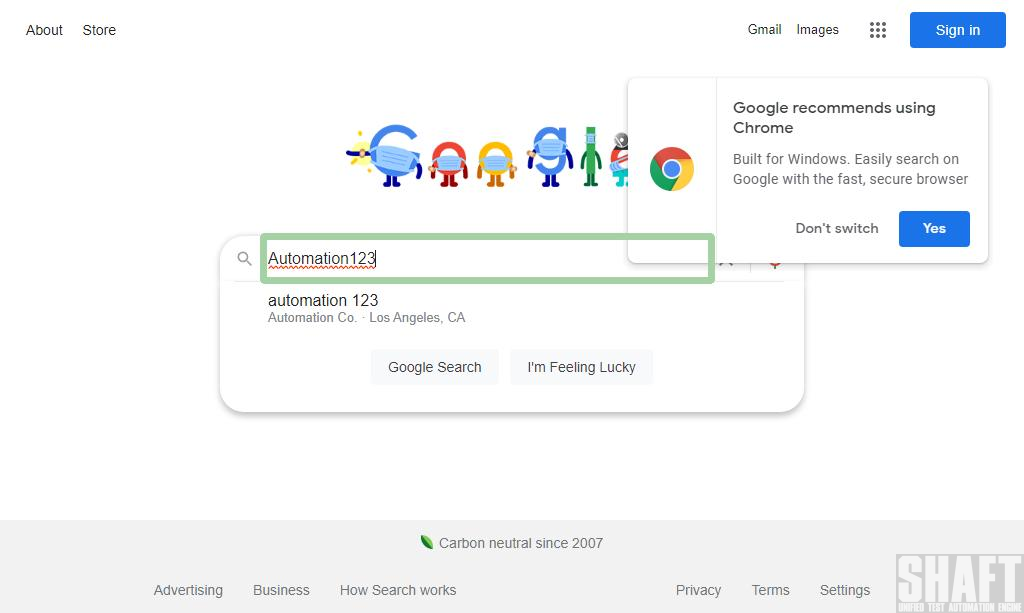 About Store
Gmail Images
Sign in
Google
Google recommends using
Chrome
Built for Windows. Easily search on
Google with the fast, secure browser
Don't switch
Yes
Automation123
automation 123
Automation Co. · Los Angeles, CA
Google Search
I'm Feeling Lucky
Carbon neutral since 2007
Advertising Business How Search works
Privacy Terms Settings
SHAFT
UNIFIED TEST AUTOMATION ENGINE